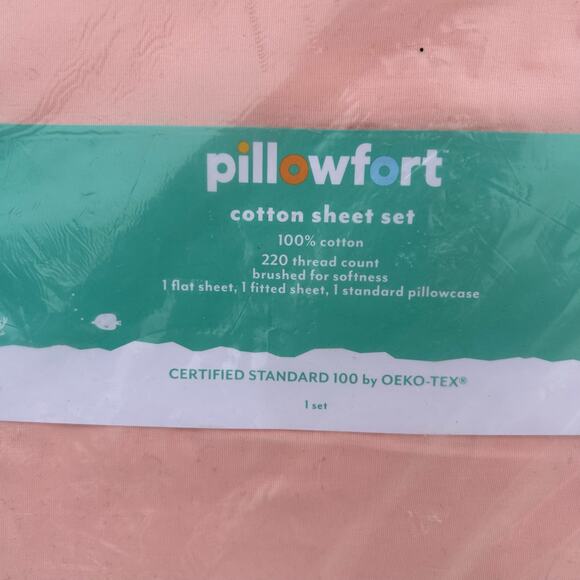 pillowfort™
cotton sheet set
100% cotton
220 thread count
brushed for softness
1 flat sheet, 1 fitted sheet, 1 standard pillowcase
CERTIFIED STANDARD 100 by OEKO-TEX®
1 set